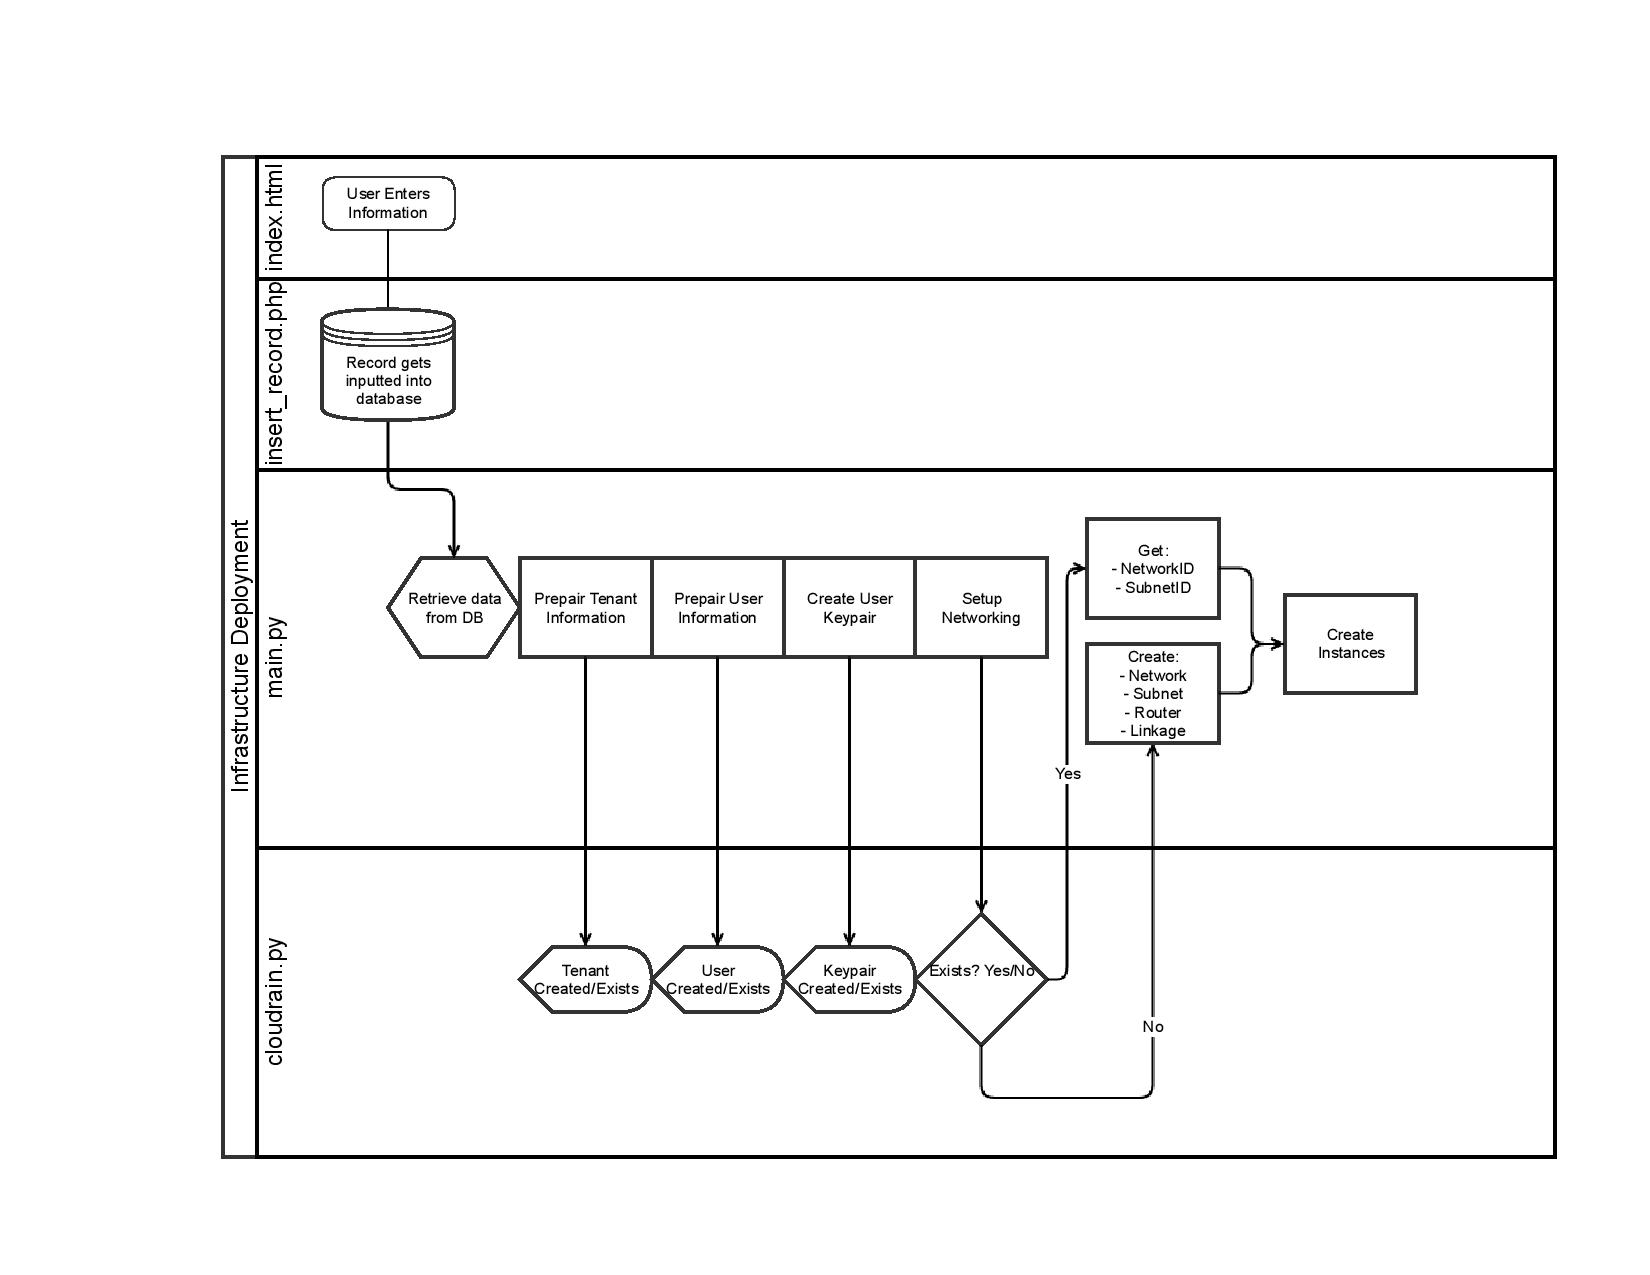 Infrastructure Deployment
index.html
User Enters
Information
insert_record.php
Record gets
inputted into
database
main.py
Retrieve data
from DB
Prepair Tenant
Information
Prepair User
Information
Create User
Keypair
Setup
Networking
Get:
- NetworkID
- SubnetID
Create:
- Network
- Subnet
- Router
- Linkage
Create
Instances
Yes
cloudrain.py
Tenant
Created/Exists
User
Created/Exists
Keypair
Created/Exists
Exists? Yes/No
No